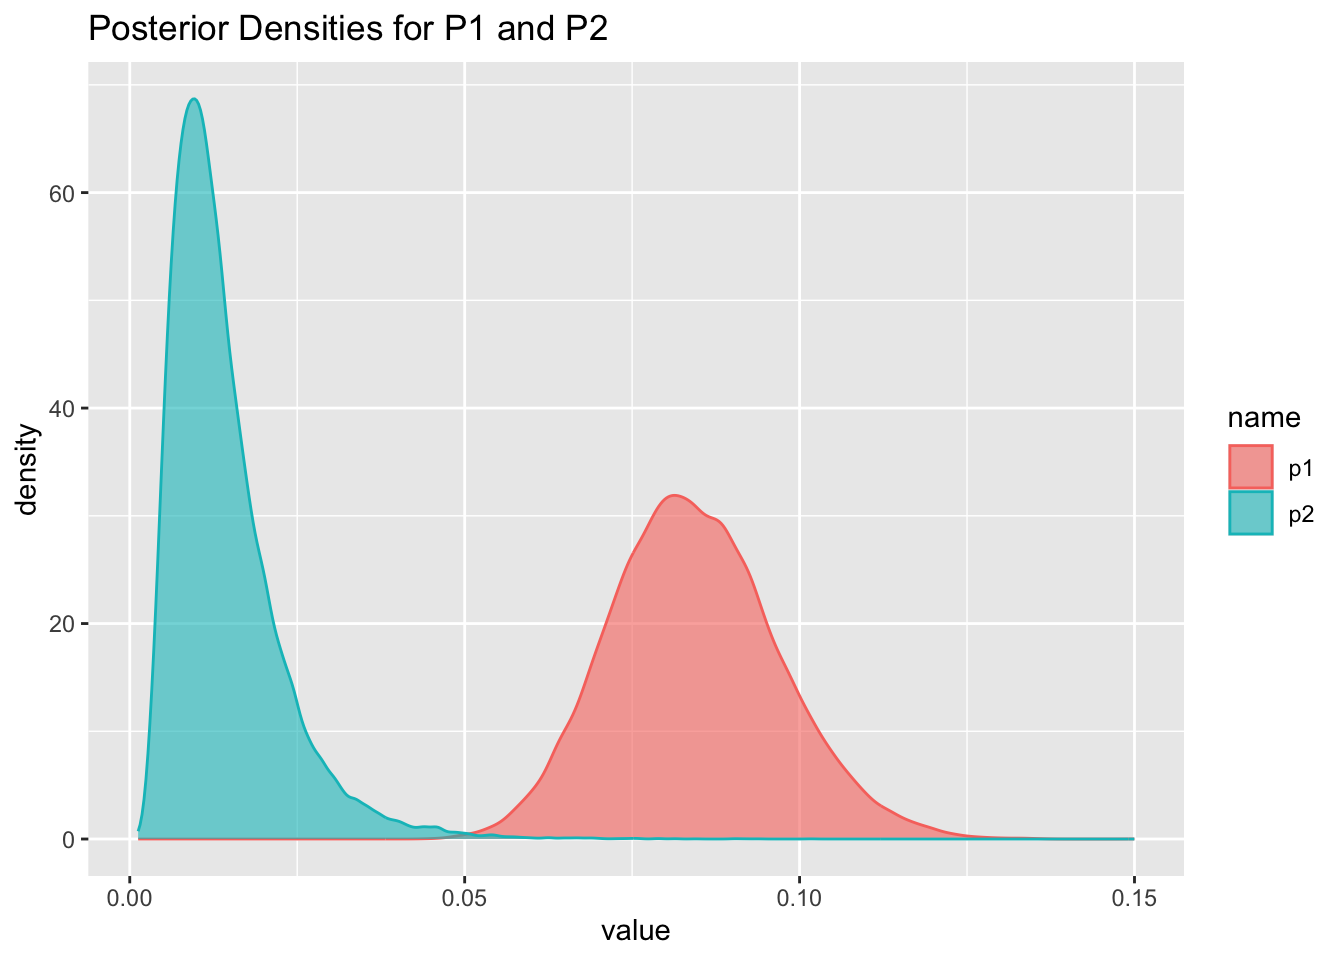 Posterior Densities for P1 and P2
60
40
20
0
density
0.00 0.05 0.10 0.15
value
name
p1
p2